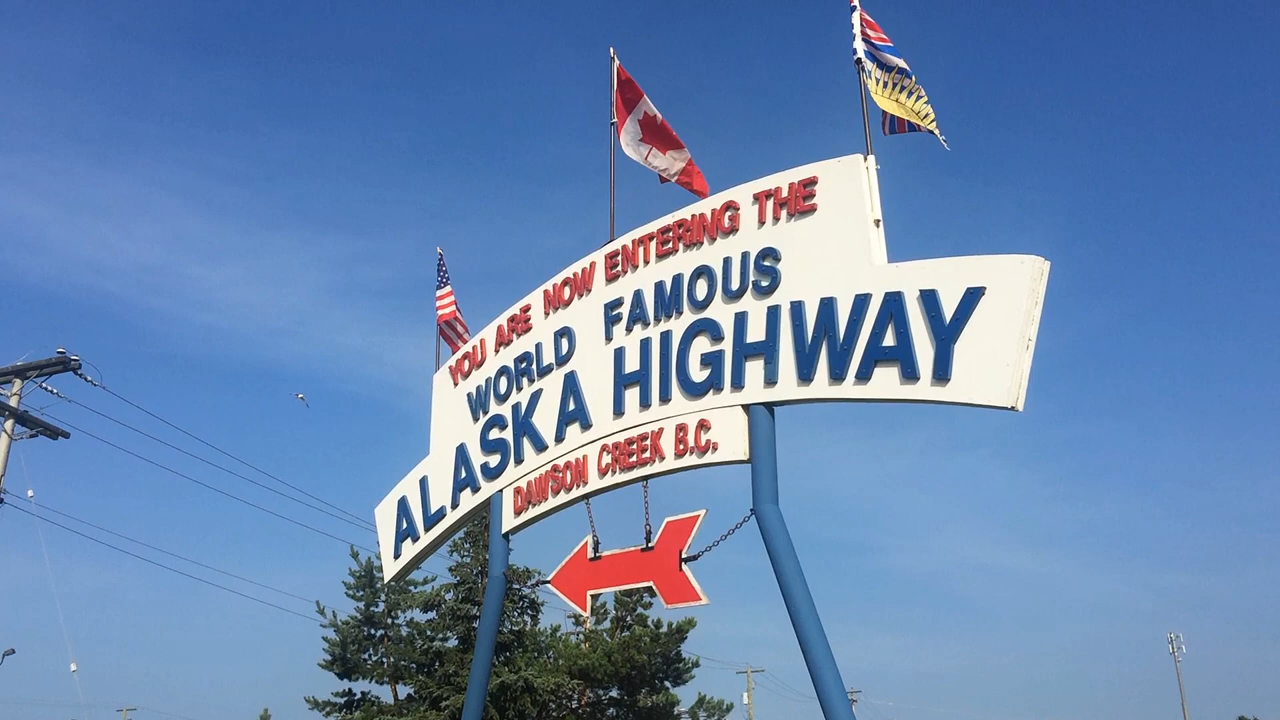 YOU ARE NOW ENTERING THE
WORLD FAMOUS
ALASKA HIGHWAY
DAWSON CREEK B.C.